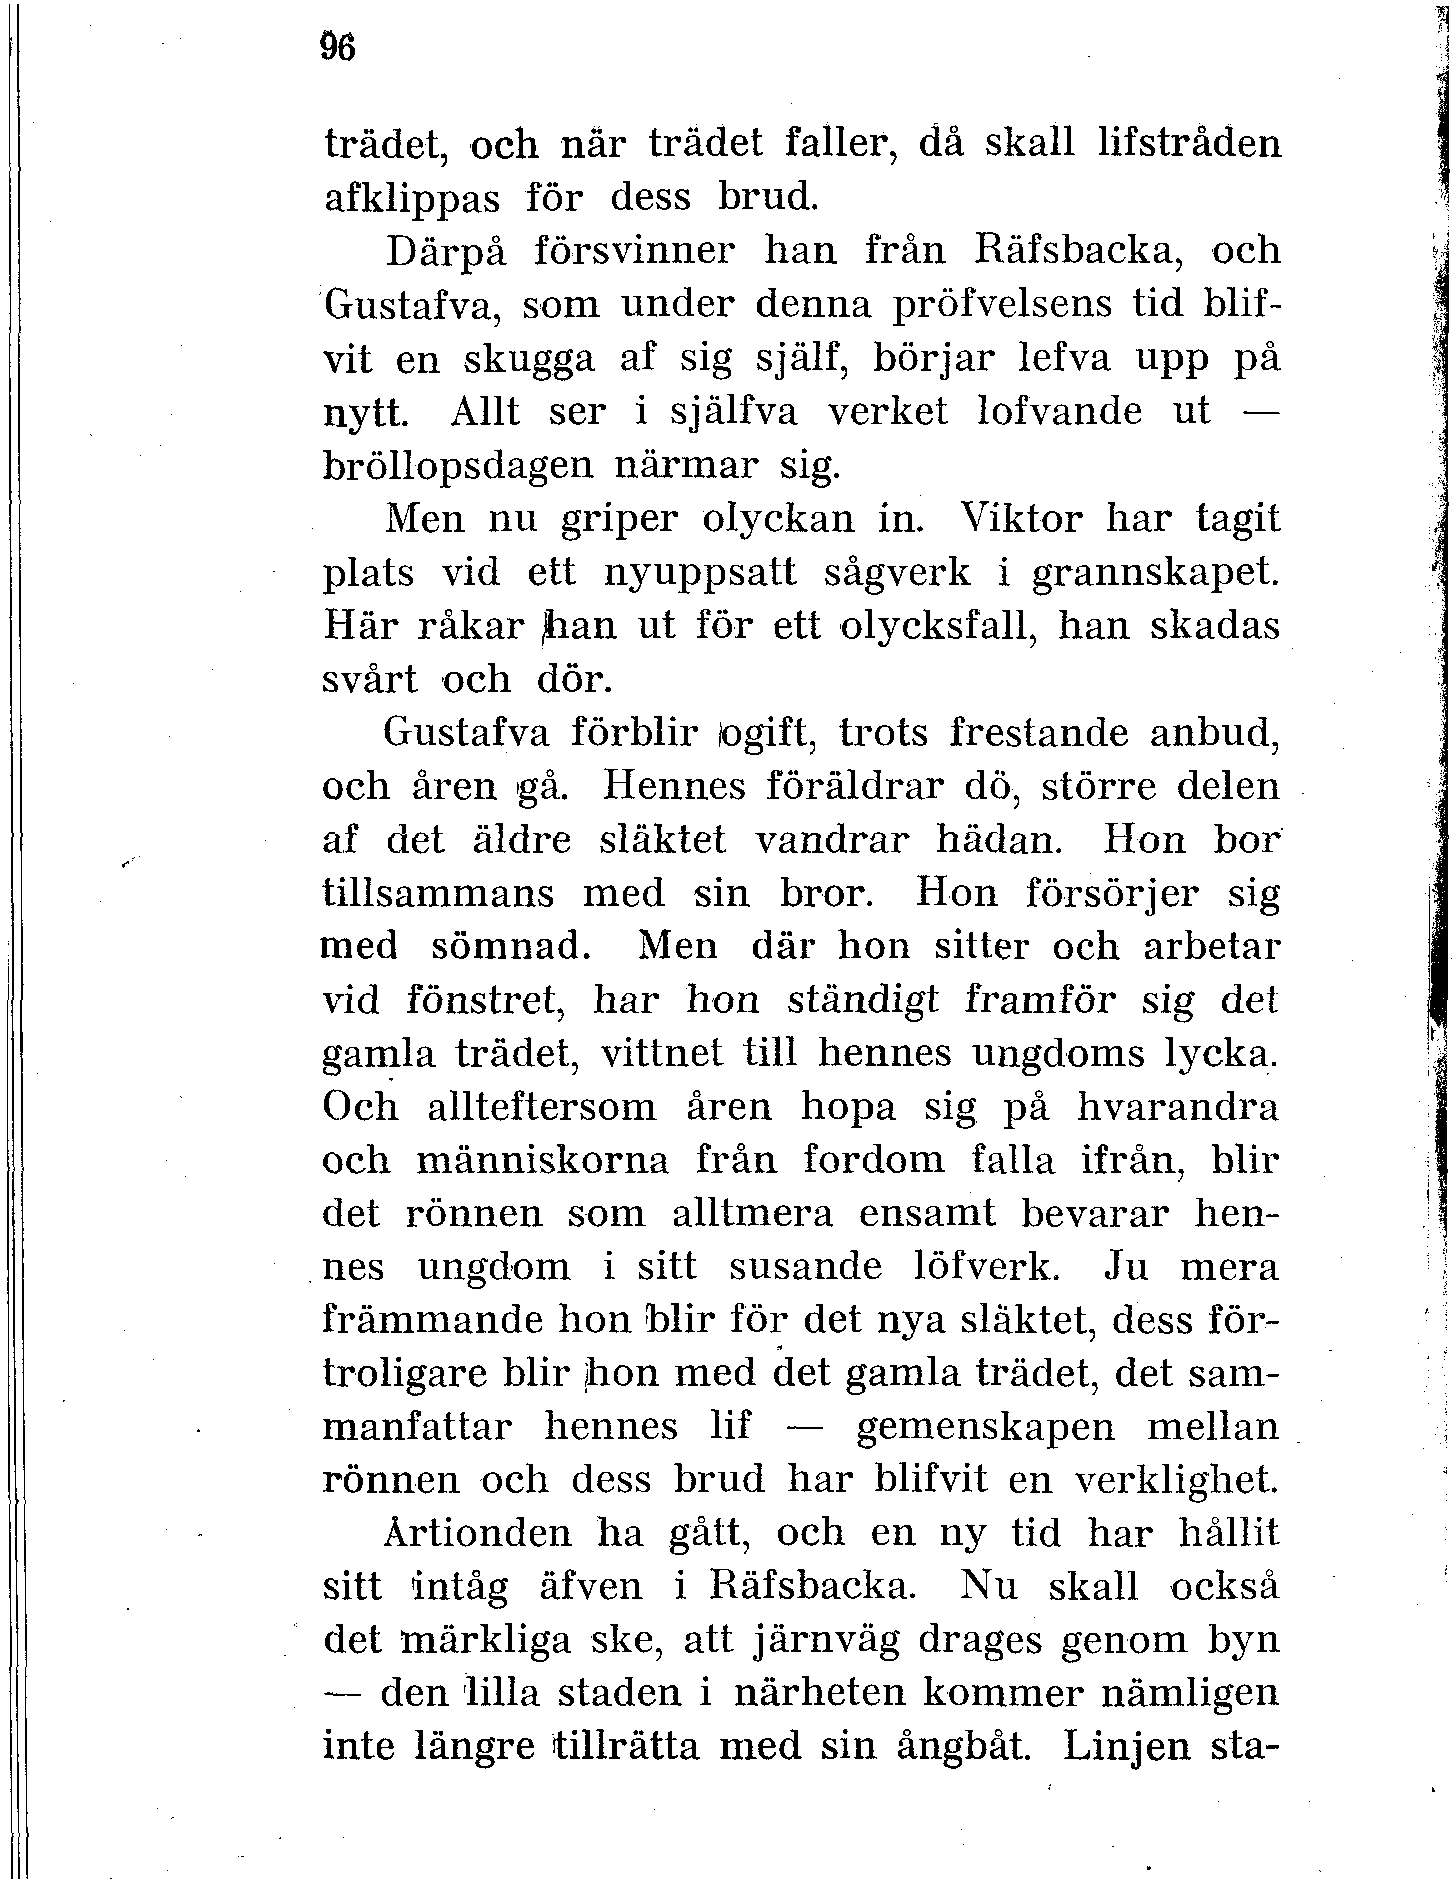 96
trädet, och när trädet faller, då skall lifstråden
afklippas för dess brud.
Därpå försvinner han från Räfsbacka, och
Gustafva, som under denna pröfvelsens tid blif-
vit en skugga af sig själf, börjar lefva upp på
nytt. Allt ser i själfva verket lofvande ut —
bröllopsdagen närmar sig.
Men nu griper olyckan in. Viktor har tagit
plats vid ett nyuppsatt sågverk i grannskapet.
Här råkar han ut för ett olycksfall, han skadas
svårt och dör.
Gustafva förblir ogift, trots frestande anbud,
och åren gå. Hennes föräldrar dö, större delen
af det äldre släktet vandrar hädan. Hon bor
tillsammans med sin bror. Hon försörjer sig
med sömnad. Men där hon sitter och arbetar
vid fönstret, har hon ständigt framför sig det
gamla trädet, vittnet till hennes ungdoms lycka.
Och allteftersom åren hopa sig på hvarandra
och människorna från fordom falla ifrån, blir
det rönnen som alltmera ensamt bevarar hen-
nes ungdom i sitt susande löfverk. Ju mera
främmande hon blir för det nya släktet, dess för-
troligare blir hon med det gamla trädet, det sam-
manfattar hennes lif — gemenskapen mellan
rönnen och dess brud har blifvit en verklighet.
Årtionden ha gått, och en ny tid har hållit
sitt intåg äfven i Räfsbacka. Nu skall också
det märkliga ske, att järnväg drages genom byn
— den lilla staden i närheten kommer nämligen
inte längre tillrätta med sin ångbåt. Linjen sta-